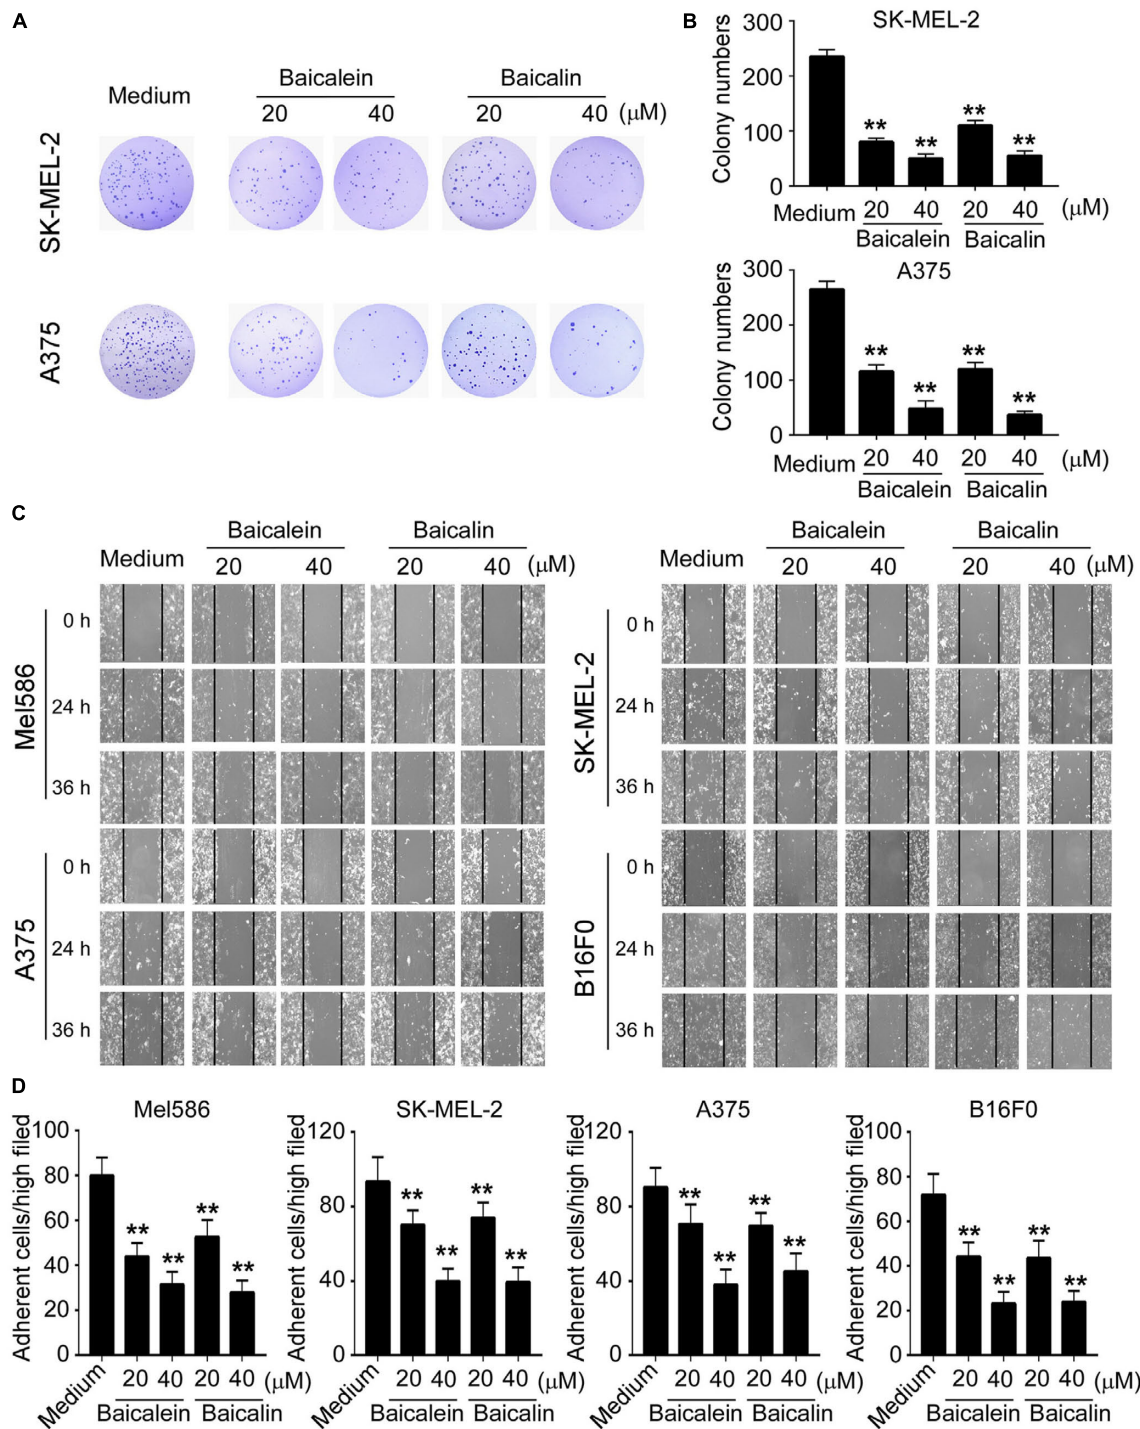 A
Medium
Baicalein
Baicalin
20 40 20 40 (μM)
SK-MEL-2
A375
B
SK-MEL-2
Colony numbers
300
200
100
0
Medium 20 40 20 40 (μM)
Baicalein Baicalin
A375
Colony numbers
300
200
100
0
Medium 20 40 20 40 (μM)
Baicalein Baicalin
C
Baicalein Baicalin
Medium 20 40 20 40 (μM)
Mel586
0 h
24 h
36 h
A375
0 h
24 h
36 h
Baicalein Baicalin
Medium 20 40 20 40 (μM)
SK-MEL-2
0 h
24 h
36 h
B16F0
0 h
24 h
36 h
D
Mel586
Adherent cells/high filed
100
80
60
40
20
0
Medium 20 40 20 40 (μM)
Baicalein Baicalin
SK-MEL-2
Adherent cells/high filed
120
80
40
0
Medium 20 40 20 40 (μM)
Baicalein Baicalin
A375
Adherent cells/high filed
120
80
40
0
Medium 20 40 20 40 (μM)
Baicalein Baicalin
B16F0
Adherent cells/high filed
100
80
60
40
20
0
Medium 20 40 20 40 (μM)
Baicalein Baicalin